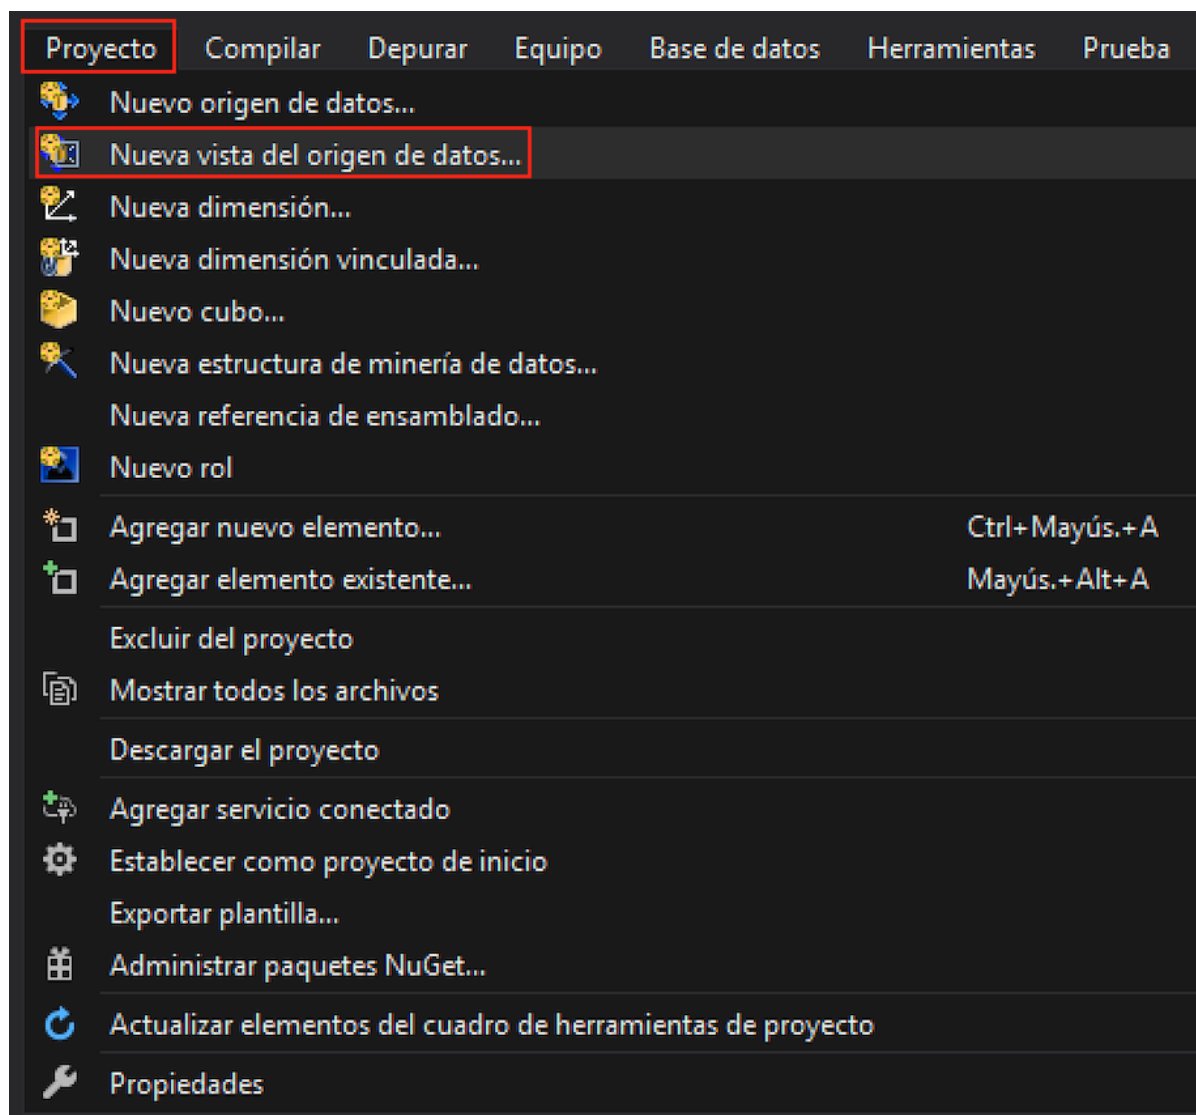 Proyecto Compilar Depurar Equipo Base de datos Herramientas Prueba
Nuevo origen de datos...
Nueva vista del origen de datos...
Nueva dimensión...
Nueva dimensión vinculada...
Nuevo cubo...
Nueva estructura de minería de datos...
Nueva referencia de ensamblado...
Nuevo rol
Agregar nuevo elemento... Ctrl+Mayús.+A
Agregar elemento existente... Mayús.+Alt+A
Excluir del proyecto
Mostrar todos los archivos
Descargar el proyecto
Agregar servicio conectado
Establecer como proyecto de inicio
Exportar plantilla...
Administrar paquetes NuGet...
Actualizar elementos del cuadro de herramientas de proyecto
Propiedades